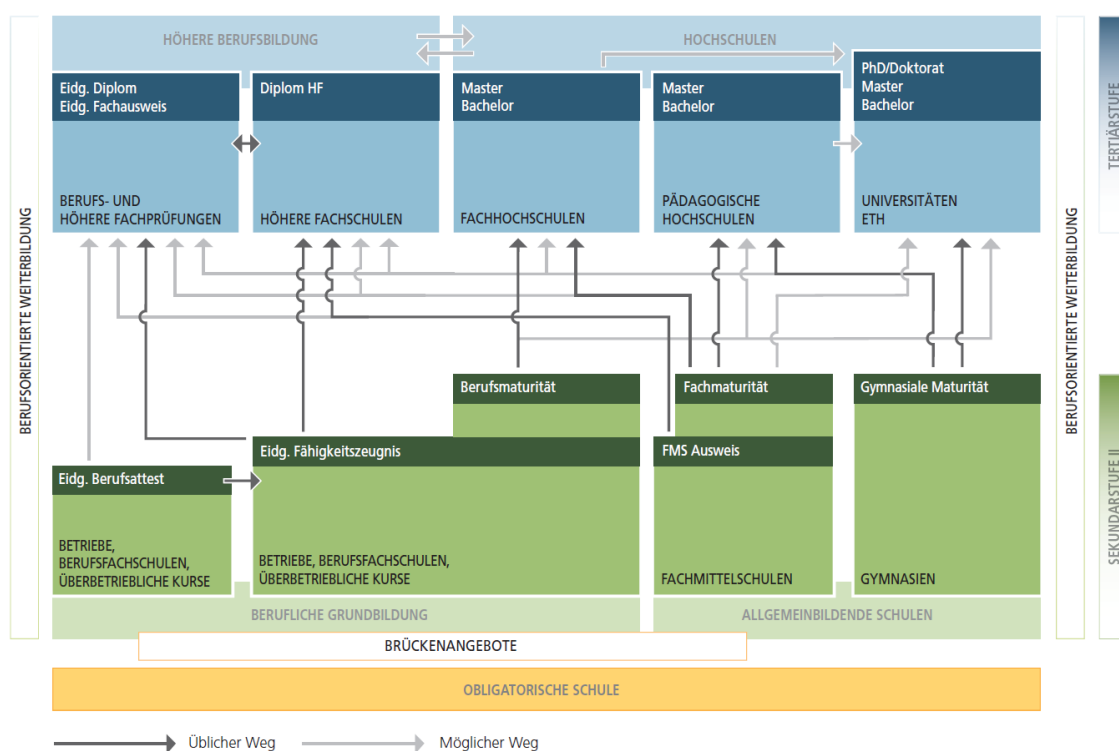 BERUFSORIENTIERTE WEITERBILDUNG
HÖHERE BERUFSBILDUNG
HOCHSCHULEN
Eidg. Diplom
Eidg. Fachausweis
BERUFS- UND
HÖHERE FACHPRÜFUNGEN
Diplom HF
HÖHERE FACHSCHULEN
Master
Bachelor
FACHHOCHSCHULEN
Master
Bachelor
PÄDAGOGISCHE
HOCHSCHULEN
PhD/Doktorat
Master
Bachelor
UNIVERSITÄTEN
ETH
BERUFSORIENTIERTE WEITERBILDUNG
TERTIÄRSTUFE
SEKUNDARSTUFE II
Berufsmaturität
Fachmaturität
Gymnasiale Maturität
Eidg. Fähigkeitszeugnis
FMS Ausweis
Eidg. Berufsattest
BETRIEBE,
BERUFSFACHSCHULEN,
ÜBERBETRIEBLICHE KURSE
BETRIEBE, BERUFSFACHSCHULEN,
ÜBERBETRIEBLICHE KURSE
FACHMITTELSCHULEN
GYMNASIEN
BERUFLICHE GRUNDBILDUNG
ALLGEMEINBILDENDE SCHULEN
BRÜCKENANGEBOTE
OBLIGATORISCHE SCHULE
Üblicher Weg
Möglicher Weg